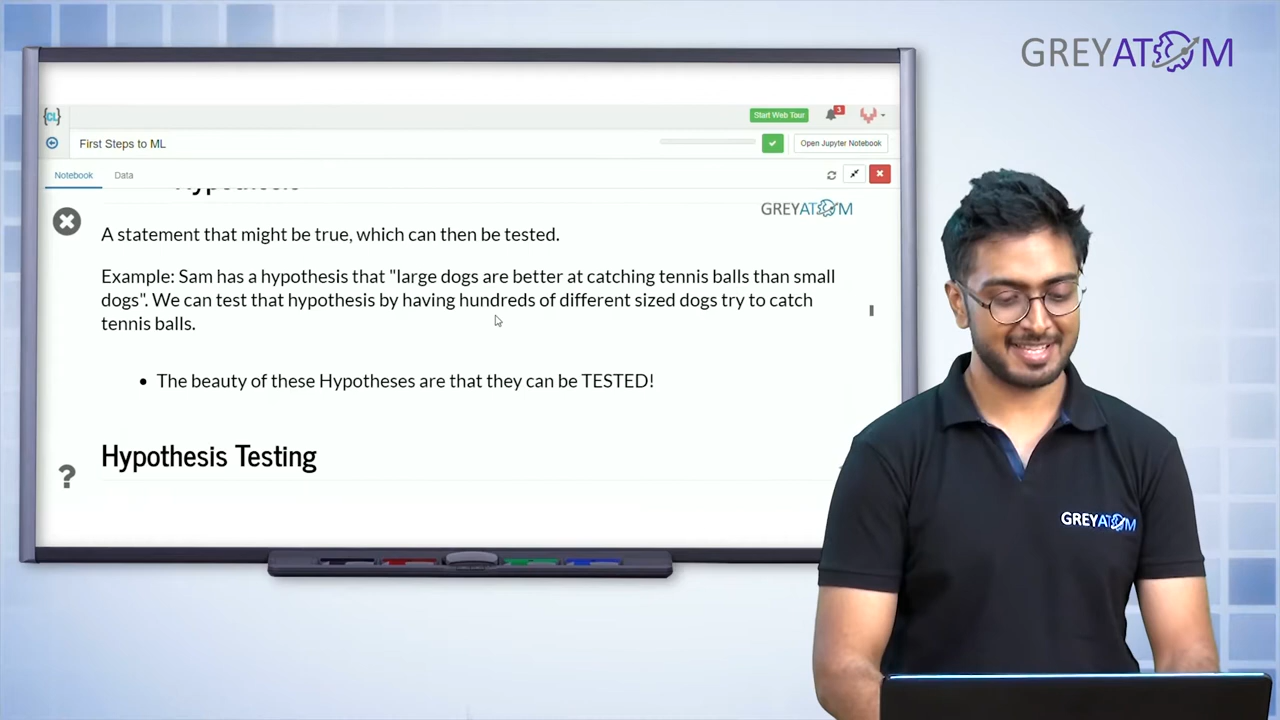 GREYATOM
Start Web Tour
3
{CL}
First Steps to ML
Open Jupyter Notebook
Notebook
Data
Hypothesis
GREYATOM
A statement that might be true, which can then be tested.
Example: Sam has a hypothesis that "large dogs are better at catching tennis balls than small
dogs". We can test that hypothesis by having hundreds of different sized dogs try to catch
tennis balls.
• The beauty of these Hypotheses are that they can be TESTED!
Hypothesis Testing
?
GREYATOM